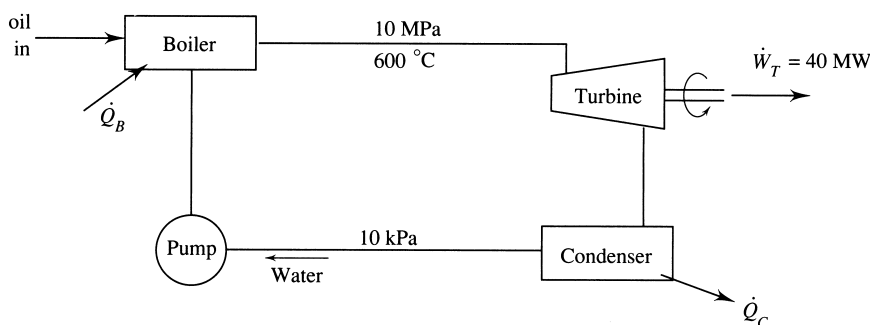 oil
in
Boiler
10 MPa
600 °C
Ẇ_T = 40 MW
Turbine
Q̇_B
Pump
10 kPa
Water
Condenser
Q̇_C